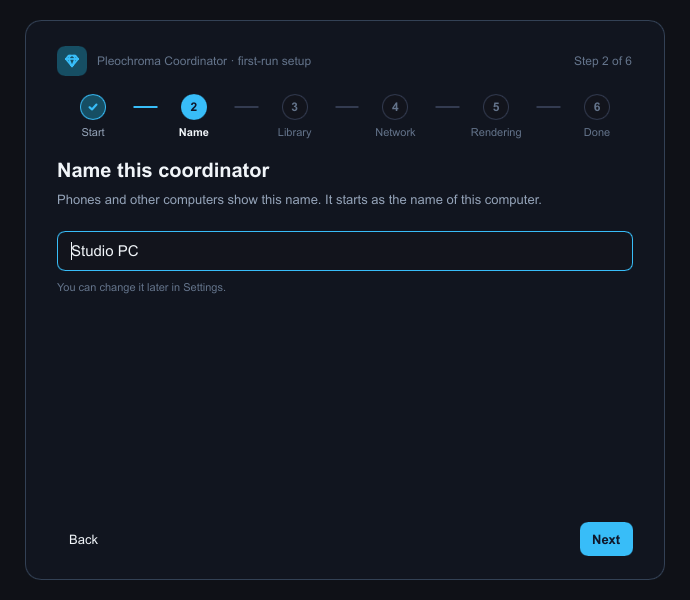 Pleochroma Coordinator · first-run setup
Step 2 of 6
2
3
4
5
6
Start
Name
Library
Network
Rendering
Done
Name this coordinator
Phones and other computers show this name. It starts as the name of this computer.
Studio PC
You can change it later in Settings.
Back
Next